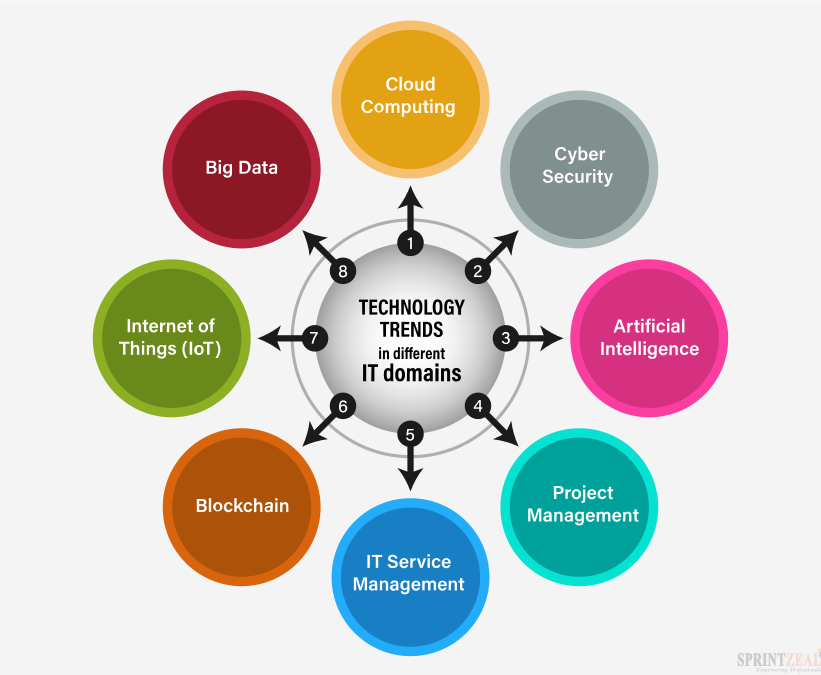 Cloud
Computing
Cyber
Security
Artificial
Intelligence
Project
Management
IT Service
Management
Blockchain
Internet of
Things (IoT)
Big Data
1
2
3
4
5
6
7
8
TECHNOLOGY
TRENDS
in different
IT domains
SPRINTZEAL